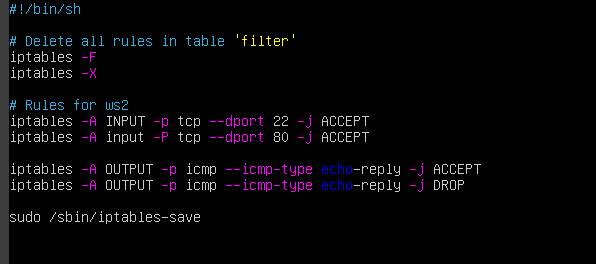 #!/bin/sh
# Delete all rules in table 'filter'
iptables -F
iptables -X
# Rules for ws2
iptables -A INPUT -p tcp --dport 22 -j ACCEPT
iptables -A input -P tcp --dport 80 -j ACCEPT
iptables -A OUTPUT -p icmp --icmp-type echo-reply -j ACCEPT
iptables -A OUTPUT -p icmp --icmp-type echo-reply -j DROP
sudo /sbin/iptables-save